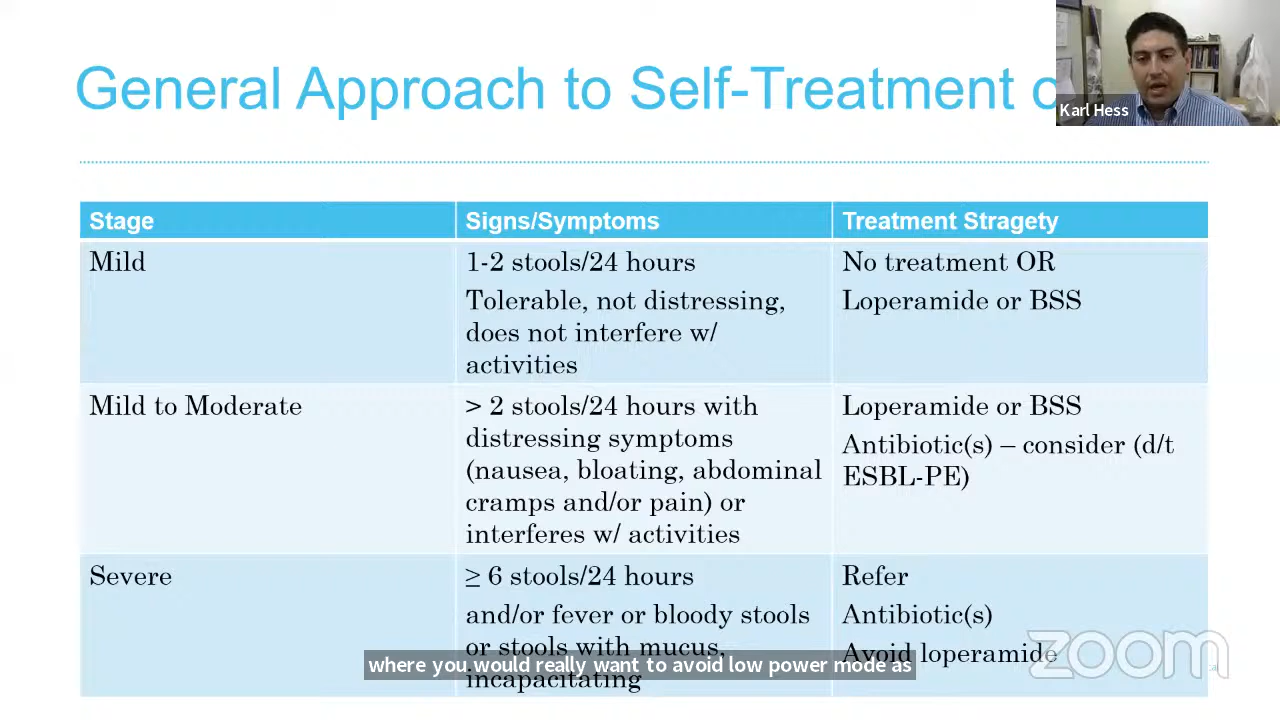 General Approach to Self-Treatment
Karl Hess
Stage
Signs/Symptoms
Treatment Stragety
Mild
1-2 stools/24 hours
Tolerable, not distressing,
does not interfere w/
activities
No treatment OR
Loperamide or BSS
Mild to Moderate
> 2 stools/24 hours with
distressing symptoms
(nausea, bloating, abdominal
cramps and/or pain) or
interferes w/ activities
Loperamide or BSS
Antibiotic(s) – consider (d/t
ESBL-PE)
Severe
≥ 6 stools/24 hours
and/or fever or bloody stools
or stools with mucus,
incapacitating
Refer
Antibiotic(s)
Avoid loperamide
where you would really want to avoid low power mode as
zoom